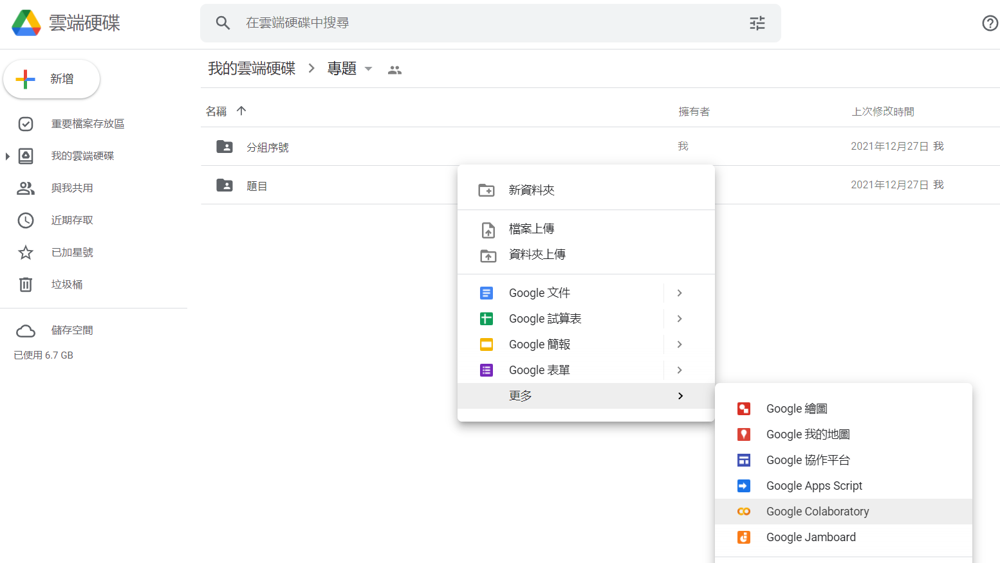 雲端硬碟
在雲端硬碟中搜尋
新增
重要檔案存放區
我的雲端硬碟
與我共用
近期存取
已加星號
垃圾桶
儲存空間
已使用 6.7 GB
我的雲端硬碟 專題
名稱 擁有者 上次修改時間
分組序號 我 2021年12月27日 我
題目 2021年12月27日 我
新資料夾
檔案上傳
資料夾上傳
Google 文件
Google 試算表
Google 簡報
Google 表單
更多
Google 繪圖
Google 我的地圖
Google 協作平台
Google Apps Script
Google Colaboratory
Google Jamboard